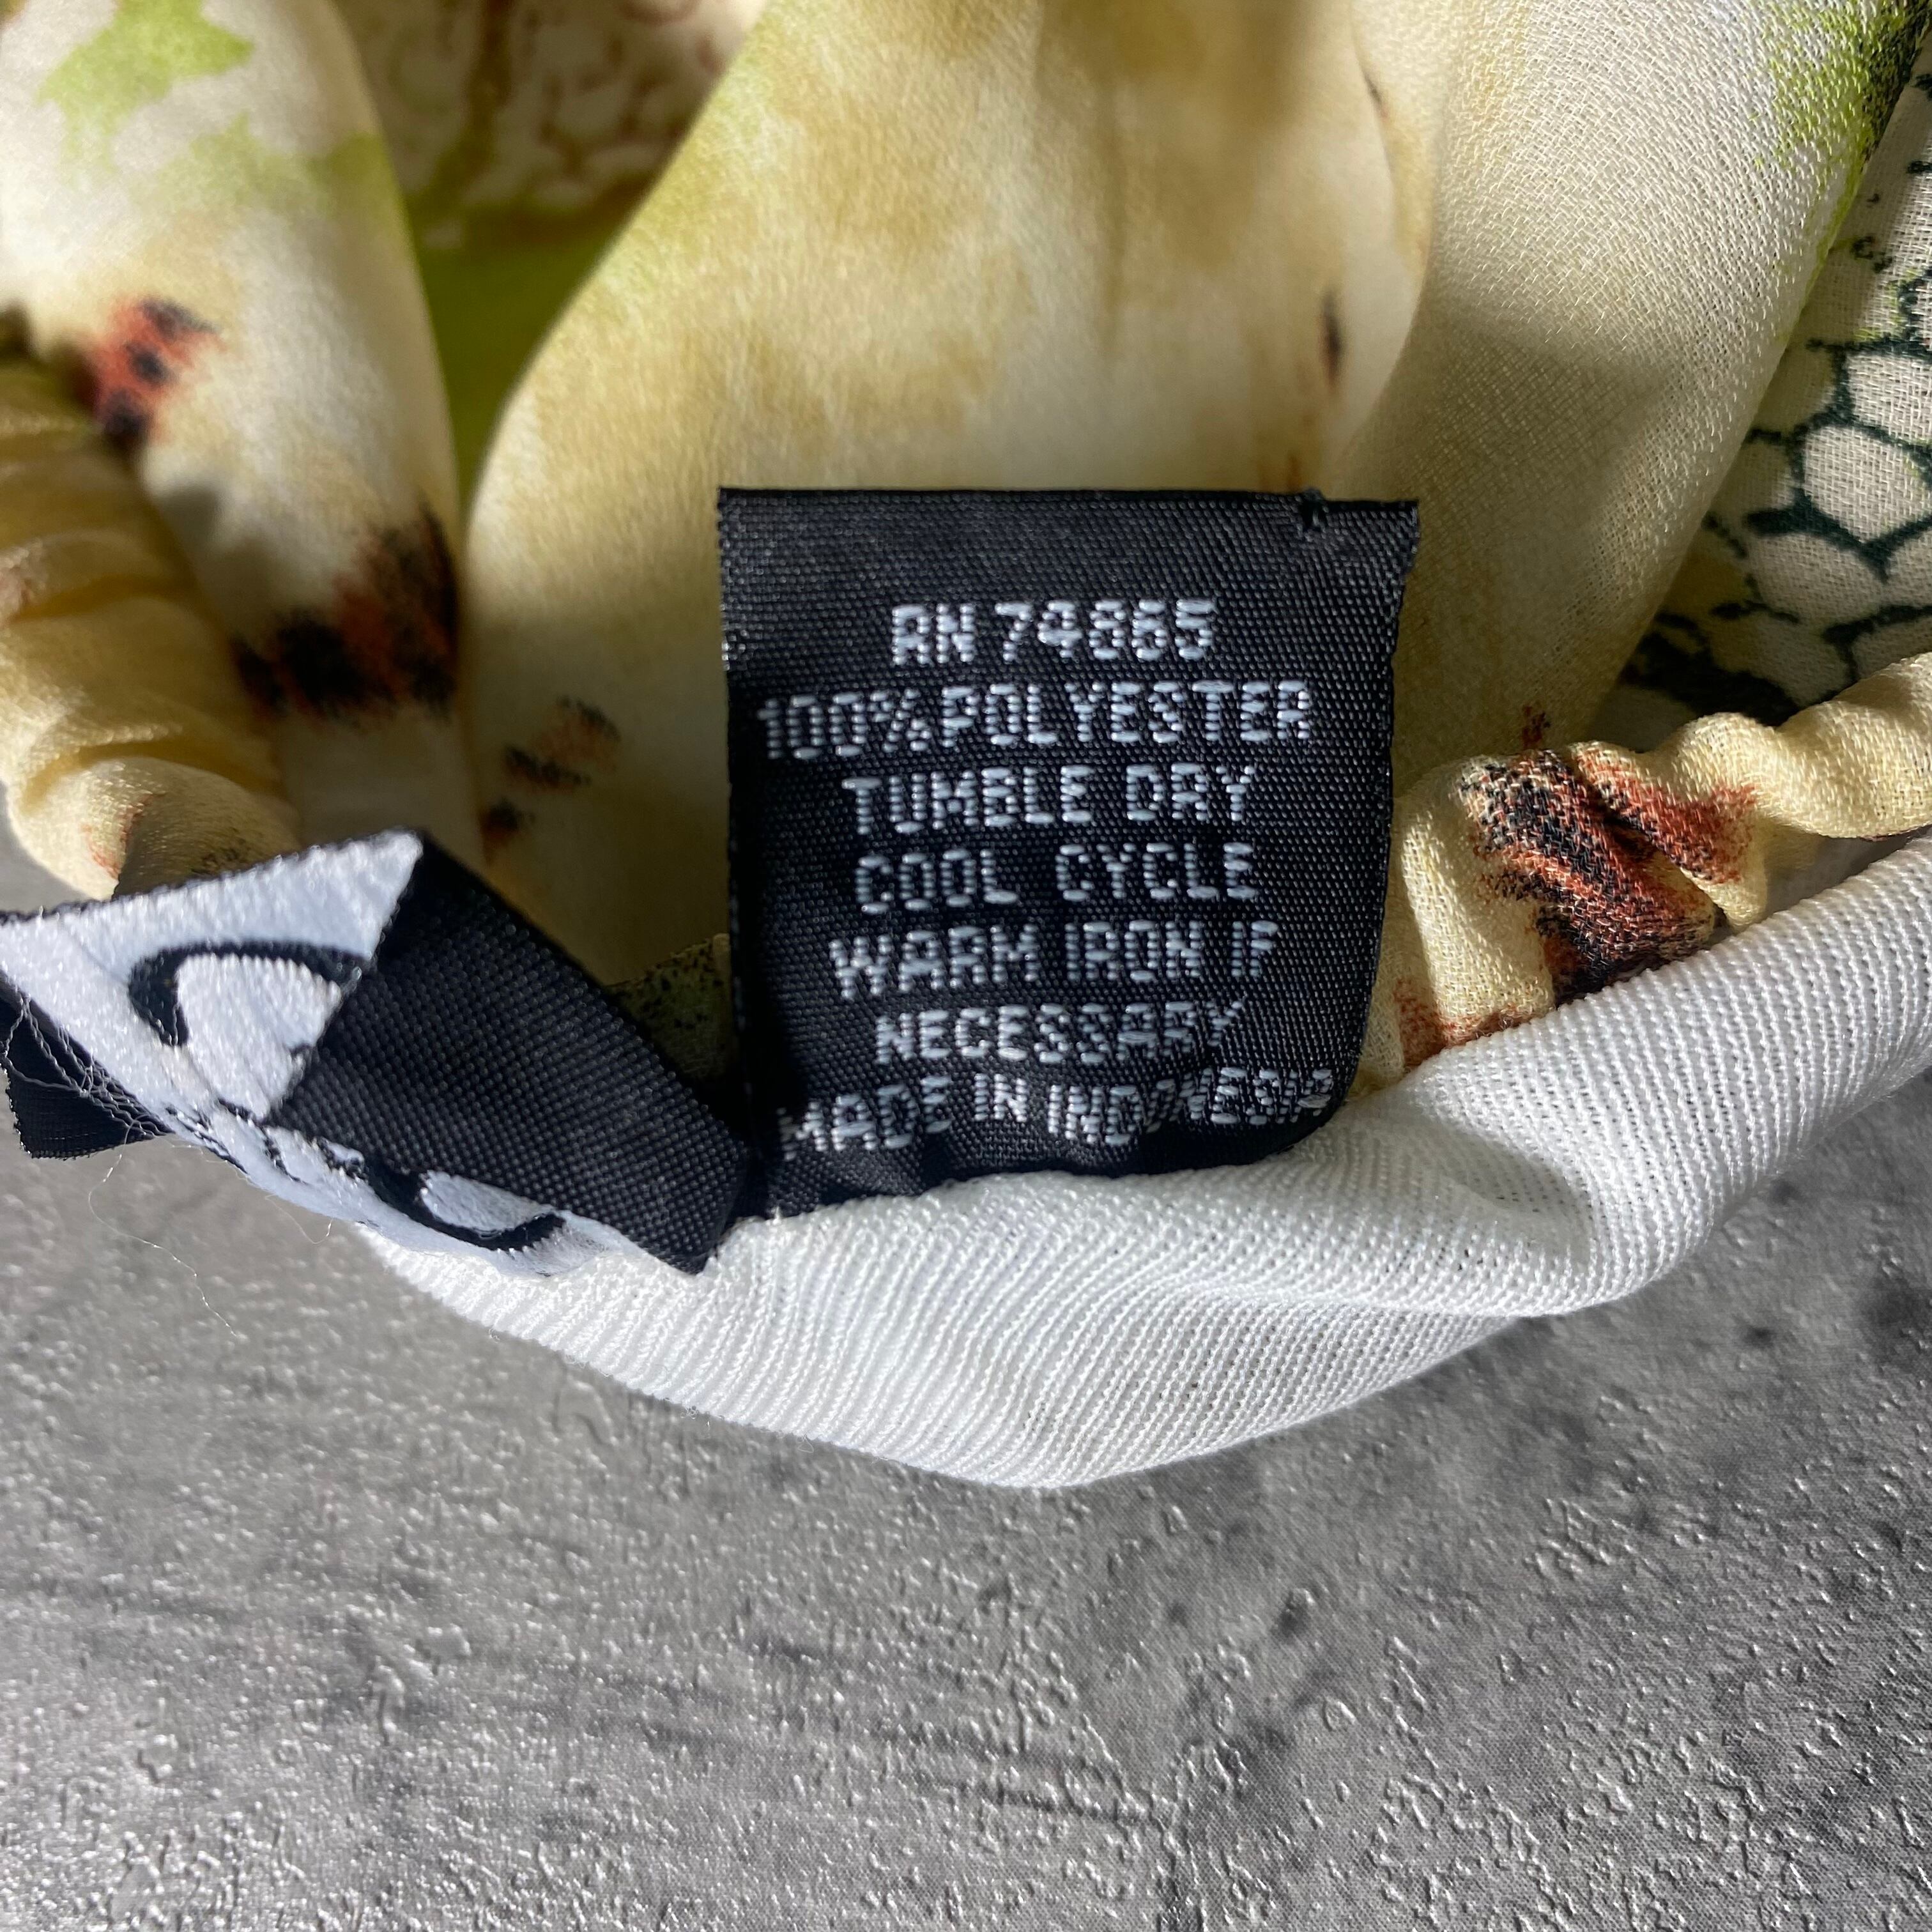 RN 74865
100% POLYESTER
TUMBLE DRY
COOL CYCLE
WARM IRON IF
NECESSARY
MADE IN INDONESIA